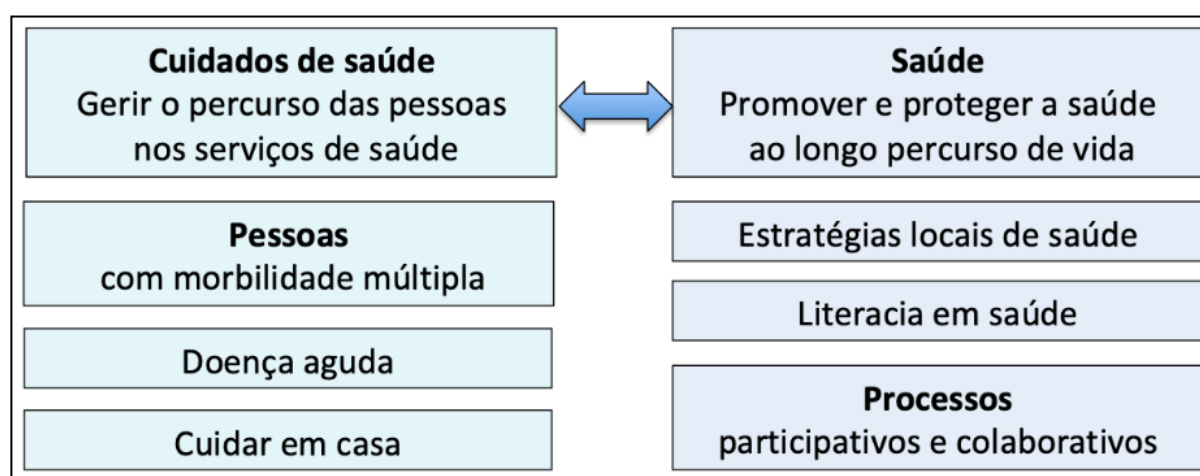 Cuidados de saúde
Gerir o percurso das pessoas
nos serviços de saúde
Pessoas
com morbilidade múltipla
Doença aguda
Cuidar em casa
Saúde
Promover e proteger a saúde
ao longo percurso de vida
Estratégias locais de saúde
Literacia em saúde
Processos
participativos e colaborativos